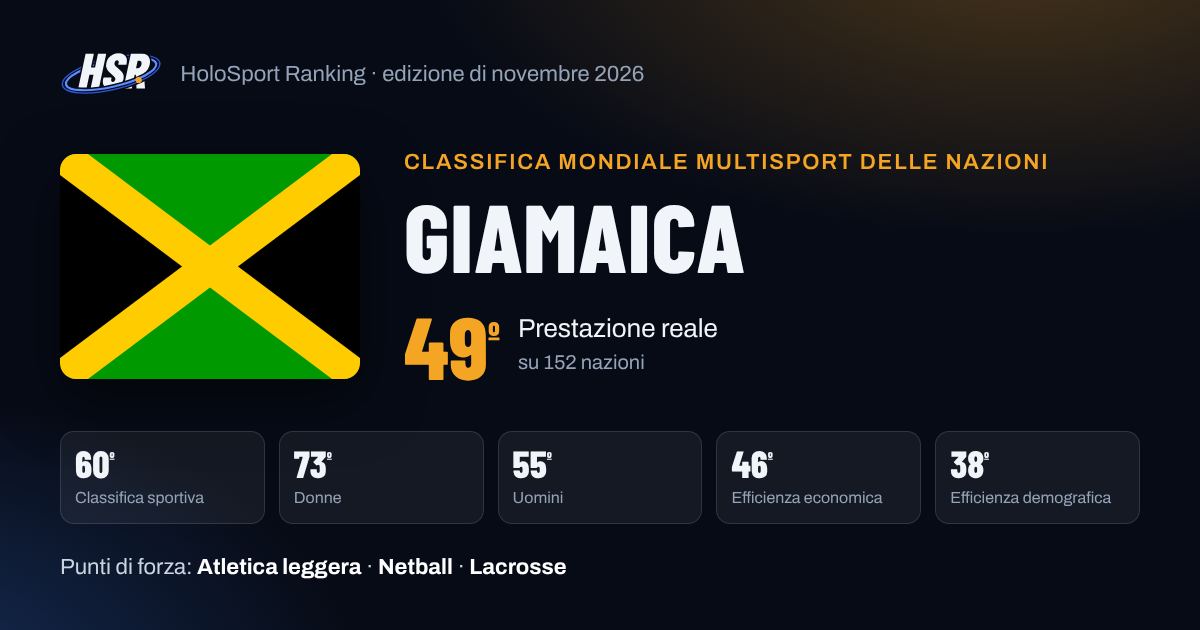 HSR
HoloSport Ranking · edizione di novembre 2026
CLASSIFICA MONDIALE MULTISPORT DELLE NAZIONI
GIAMAICA
49º
Prestazione reale
su 152 nazioni
60º
Classifica sportiva
73º
Donne
55º
Uomini
46º
Efficienza economica
38º
Efficienza demografica
Punti di forza: Atletica leggera · Netball · Lacrosse